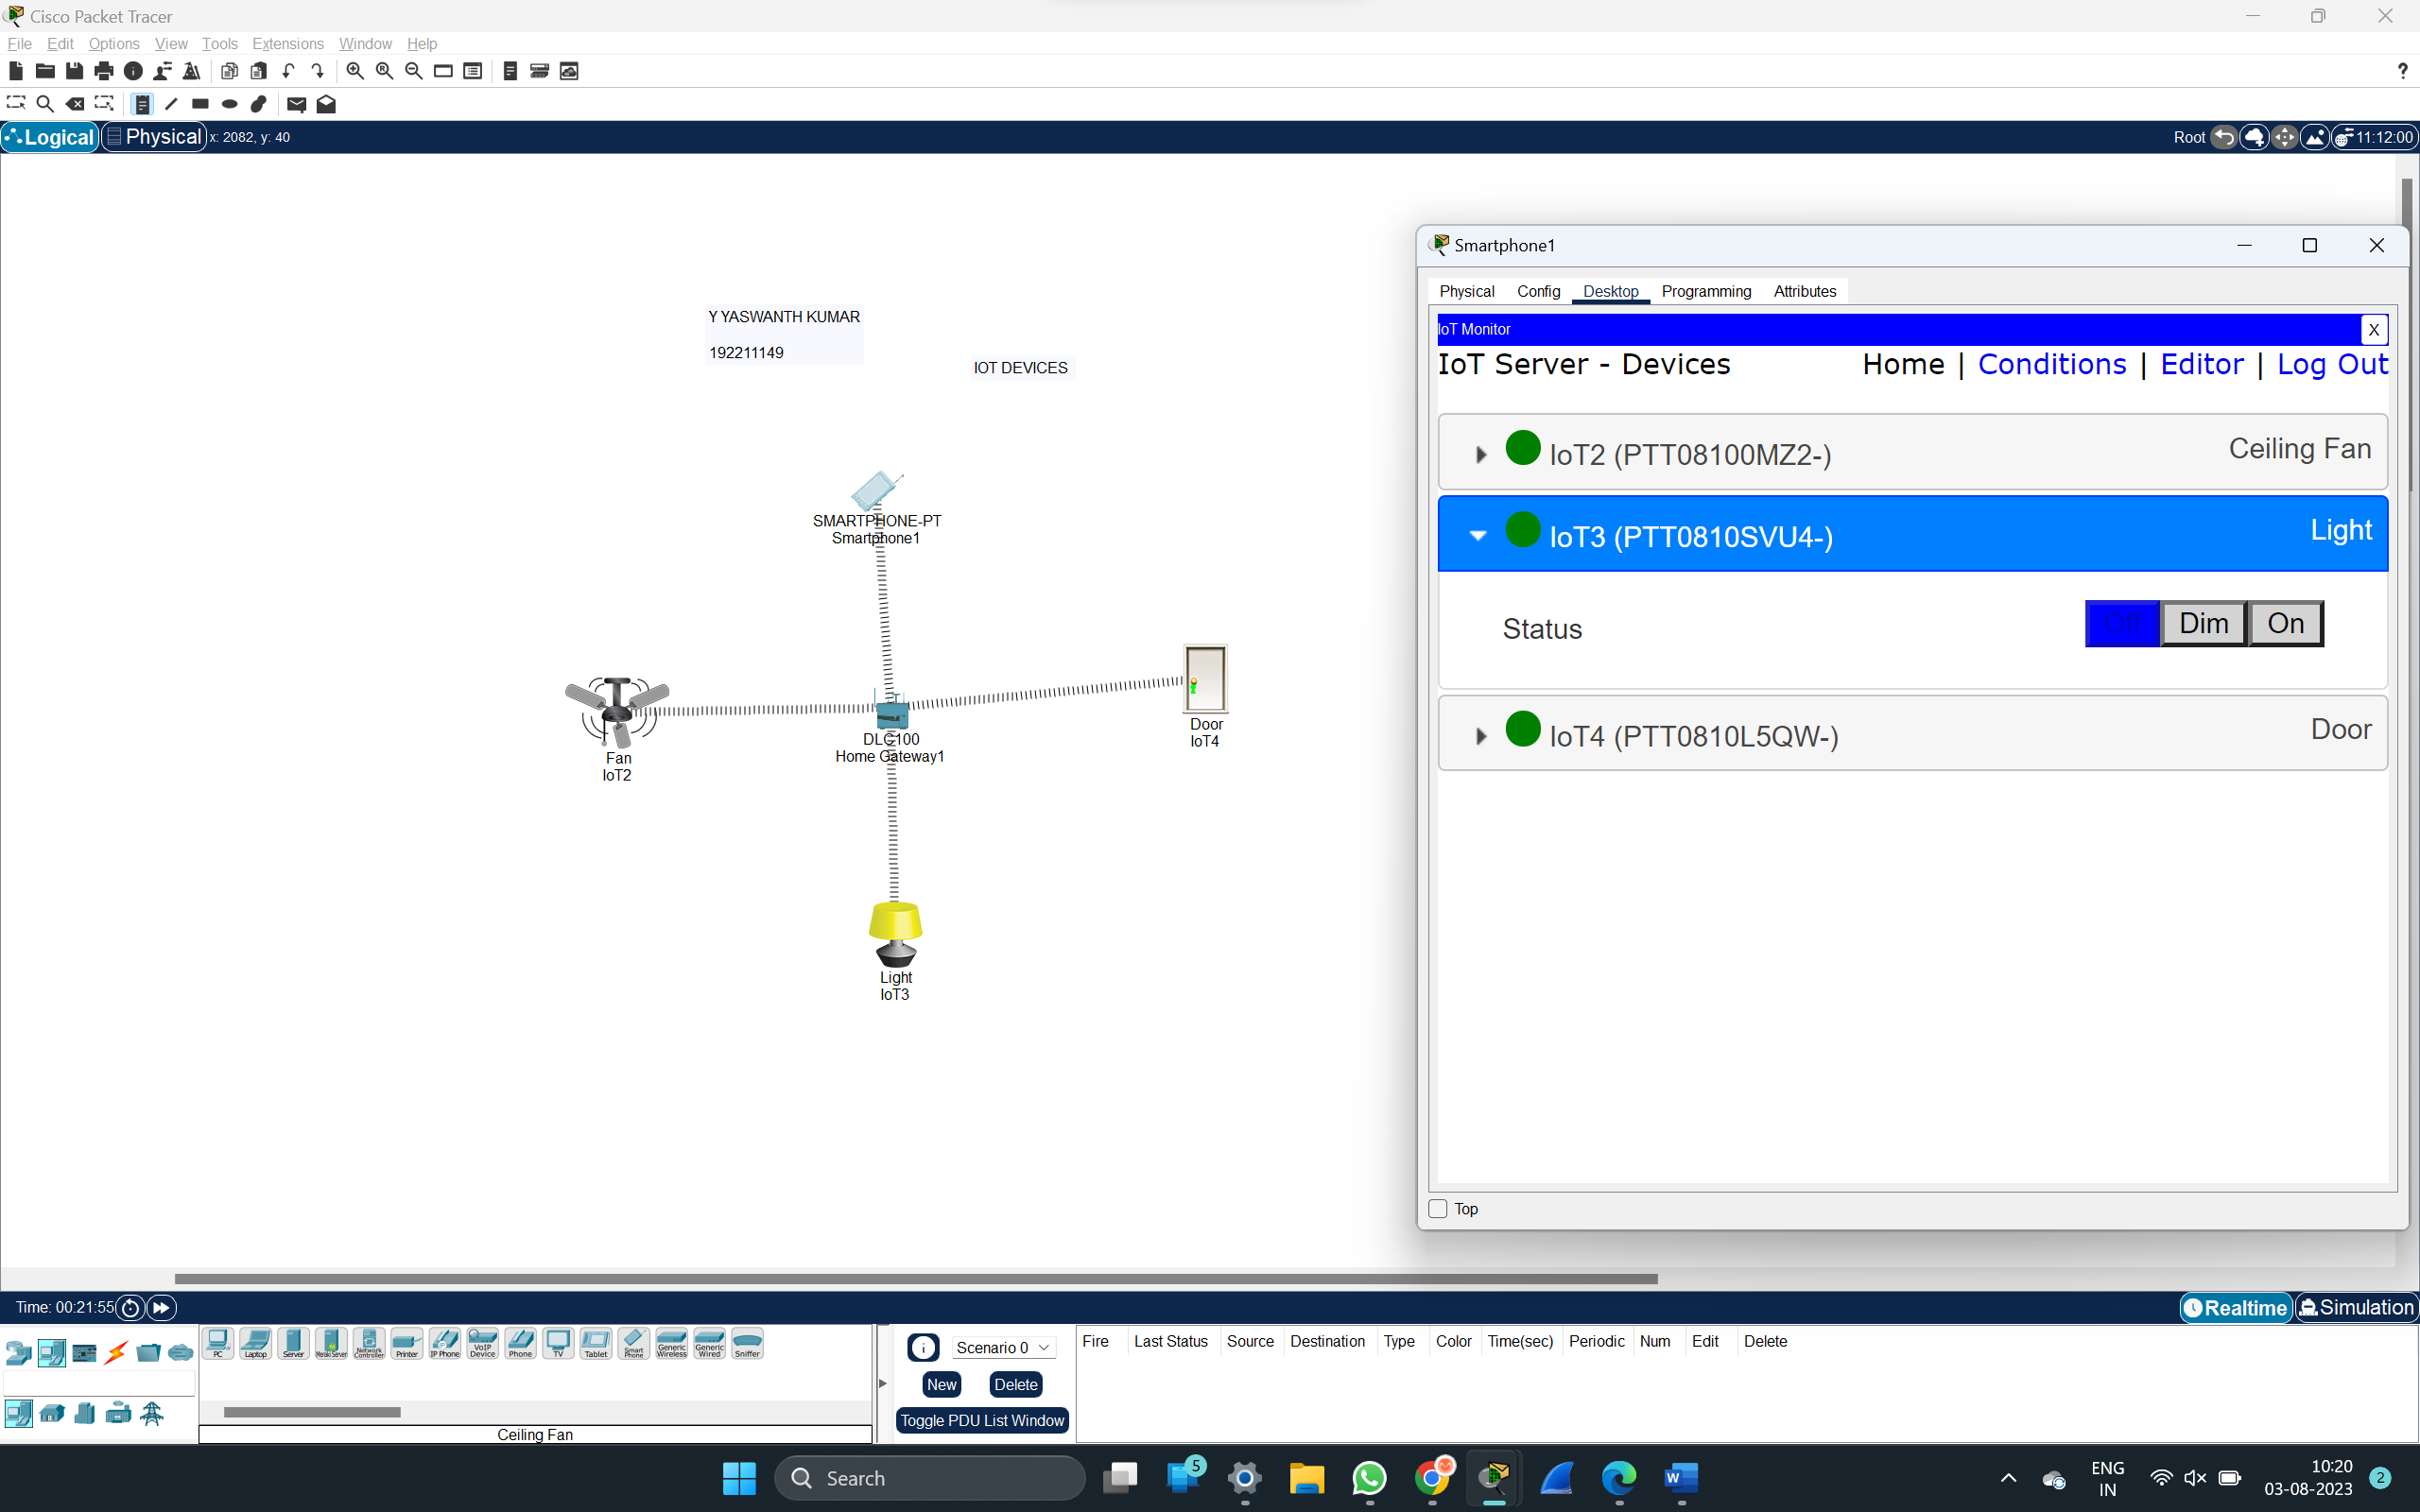 Cisco Packet Tracer
File Edit Options View Tools Extensions Window Help
?
Logical Physical x: 2082, y: 40 Root 11:12:00
Y YASWANTH KUMAR
192211149
IOT DEVICES
SMARTPHONE-PT
Smartphone1
Fan
IoT2
DLC100
Home Gateway1
Door
IoT4
Light
IoT3
Smartphone1
Physical Config Desktop Programming Attributes
IoT Monitor X
IoT Server - Devices Home | Conditions | Editor | Log Out
IoT2 (PTT08100MZ2-) Ceiling Fan
IoT3 (PTT0810SVU4-) Light
Status Off Dim On
IoT4 (PTT0810L5QW-) Door
Top
Time: 00:21:55 Realtime Simulation
PC Laptop Server Meraki Server Network Controller Printer IP Phone VoIP Device Phone TV Tablet Smart Phone Generic Wireless Generic Wired Sniffer
Ceiling Fan
Scenario 0
New Delete
Toggle PDU List Window
Fire Last Status Source Destination Type Color Time(sec) Periodic Num Edit Delete
Search 5 W
ENG
IN
10:20
03-08-2023
2